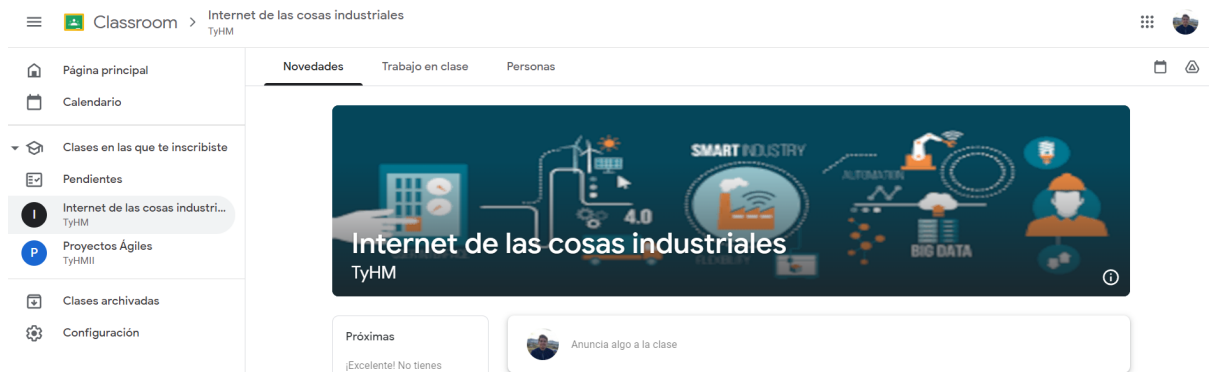 Classroom > Internet de las cosas industriales
TyHM
Página principal
Calendario
Clases en las que te inscribiste
Pendientes
I Internet de las cosas industri...
TyHM
P Proyectos Ágiles
TyHMII
Clases archivadas
Configuración
Novedades Trabajo en clase Personas
SMART INDUSTRY
AUTOMATION
4.0
BIG DATA
FLEXIBILITY
Internet de las cosas industriales
TyHM
Próximas
¡Excelente! No tienes
Anuncia algo a la clase